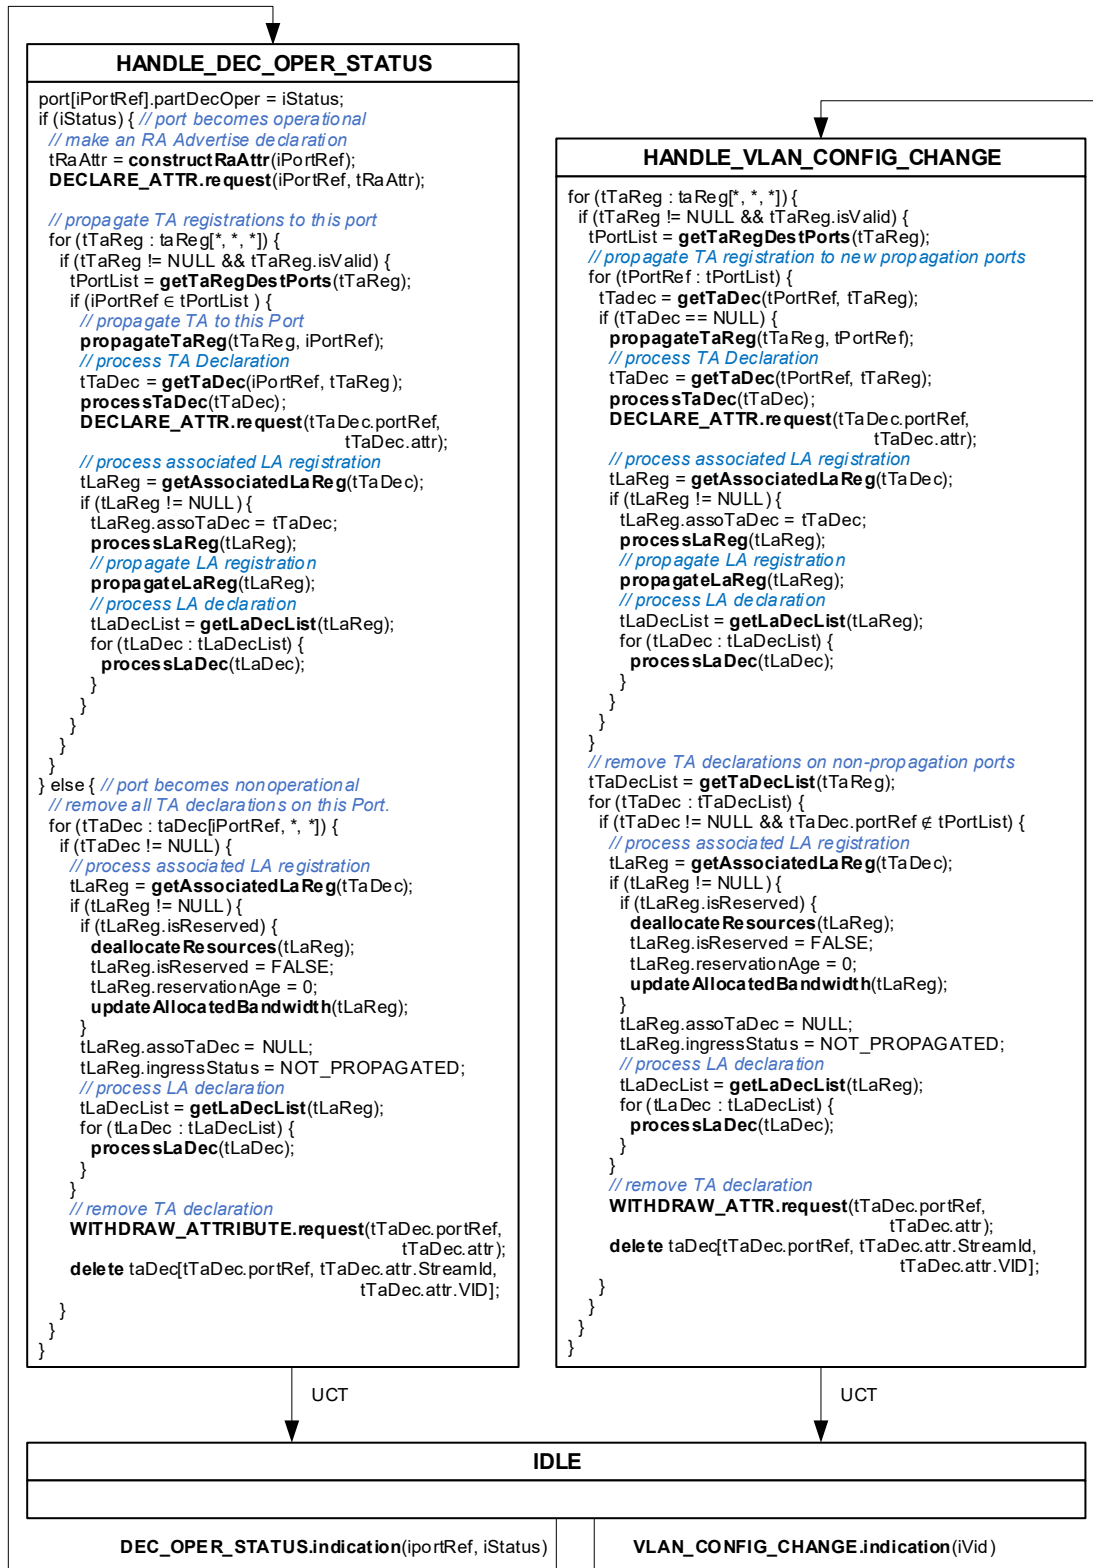 HANDLE_DEC_OPER_STATUS
port[iPortRef].partDecOper = iStatus;
if (iStatus) { // port becomes operational
// make an RA Advertise declaration
tRaAttr = constructRaAttr(iPortRef);
DECLARE_ATTR.request(iPortRef, tRaAttr);
// propagate TA registrations to this port
for (tTaReg : taReg[*, *, *]) {
if (tTaReg != NULL && tTaReg.isValid) {
tPortList = getTaRegDestPorts(tTaReg);
if (iPortRef ∈ tPortList ) {
// propagate TA to this Port
propagateTaReg(tTaReg, iPortRef);
// process TA Declaration
tTaDec = getTaDec(iPortRef, tTaReg);
processTaDec(tTaDec);
DECLARE_ATTR.request(tTaDec.portRef,
tTaDec.attr);
// process associated LA registration
tLaReg = getAssociatedLaReg(tTaDec);
if (tLaReg != NULL) {
tLaReg.assoTaDec = tTaDec;
processLaReg(tLaReg);
// propagate LA registration
propagateLaReg(tLaReg);
// process LA declaration
tLaDecList = getLaDecList(tLaReg);
for (tLaDec : tLaDecList) {
processLaDec(tLaDec);
}
}
}
}
}
} else { // port becomes nonoperational
// remove all TA declarations on this Port.
for (tTaDec : taDec[iPortRef, *, *]) {
if (tTaDec != NULL) {
// process associated LA registration
tLaReg = getAssociatedLaReg(tTaDec);
if (tLaReg != NULL) {
if (tLaReg.isReserved) {
deallocateResources(tLaReg);
tLaReg.isReserved = FALSE;
tLaReg.reservationAge = 0;
updateAllocatedBandwidth(tLaReg);
}
tLaReg.assoTaDec = NULL;
tLaReg.ingressStatus = NOT_PROPAGATED;
// process LA declaration
tLaDecList = getLaDecList(tLaReg);
for (tLaDec : tLaDecList) {
processLaDec(tLaDec);
}
}
// remove TA declaration
WITHDRAW_ATTRIBUTE.request(tTaDec.portRef,
tTaDec.attr);
delete taDec[tTaDec.portRef, tTaDec.attr.StreamId,
tTaDec.attr.VID];
}
}
}
HANDLE_VLAN_CONFIG_CHANGE
for (tTaReg : taReg[*, *, *]) {
if (tTaReg != NULL && tTaReg.isValid) {
tPortList = getTaRegDestPorts(tTaReg);
// propagate TA registration to new propagation ports
for (tPortRef : tPortList) {
tTadec = getTaDec(tPortRef, tTaReg);
if (tTaDec == NULL) {
propagateTaReg(tTaReg, tPortRef);
// process TA Declaration
tTaDec = getTaDec(tPortRef, tTaReg);
processTaDec(tTaDec);
DECLARE_ATTR.request(tTaDec.portRef,
tTaDec.attr);
// process associated LA registration
tLaReg = getAssociatedLaReg(tTaDec);
if (tLaReg != NULL) {
tLaReg.assoTaDec = tTaDec;
processLaReg(tLaReg);
// propagate LA registration
propagateLaReg(tLaReg);
// process LA declaration
tLaDecList = getLaDecList(tLaReg);
for (tLaDec : tLaDecList) {
processLaDec(tLaDec);
}
}
}
}
// remove TA declarations on non-propagation ports
tTaDecList = getTaDecList(tTaReg);
for (tTaDec : tTaDecList) {
if (tTaDec != NULL && tTaDec.portRef ∉ tPortList) {
// process associated LA registration
tLaReg = getAssociatedLaReg(tTaDec);
if (tLaReg != NULL) {
if (tLaReg.isReserved) {
deallocateResources(tLaReg);
tLaReg.isReserved = FALSE;
tLaReg.reservationAge = 0;
updateAllocatedBandwidth(tLaReg);
}
tLaReg.assoTaDec = NULL;
tLaReg.ingressStatus = NOT_PROPAGATED;
// process LA declaration
tLaDecList = getLaDecList(tLaReg);
for (tLaDec : tLaDecList) {
processLaDec(tLaDec);
}
}
// remove TA declaration
WITHDRAW_ATTR.request(tTaDec.portRef,
tTaDec.attr);
delete taDec[tTaDec.portRef, tTaDec.attr.StreamId,
tTaDec.attr.VID];
}
}
}
}
UCT
UCT
IDLE
DEC_OPER_STATUS.indication(iportRef, iStatus)
VLAN_CONFIG_CHANGE.indication(iVid)